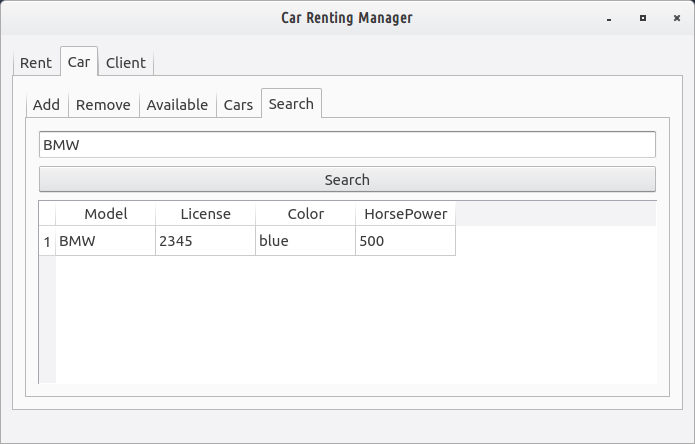 Car Renting Manager
Rent Car Client
Add Remove Available Cars Search
BMW
Search
Model License Color HorsePower
1 BMW 2345 blue 500